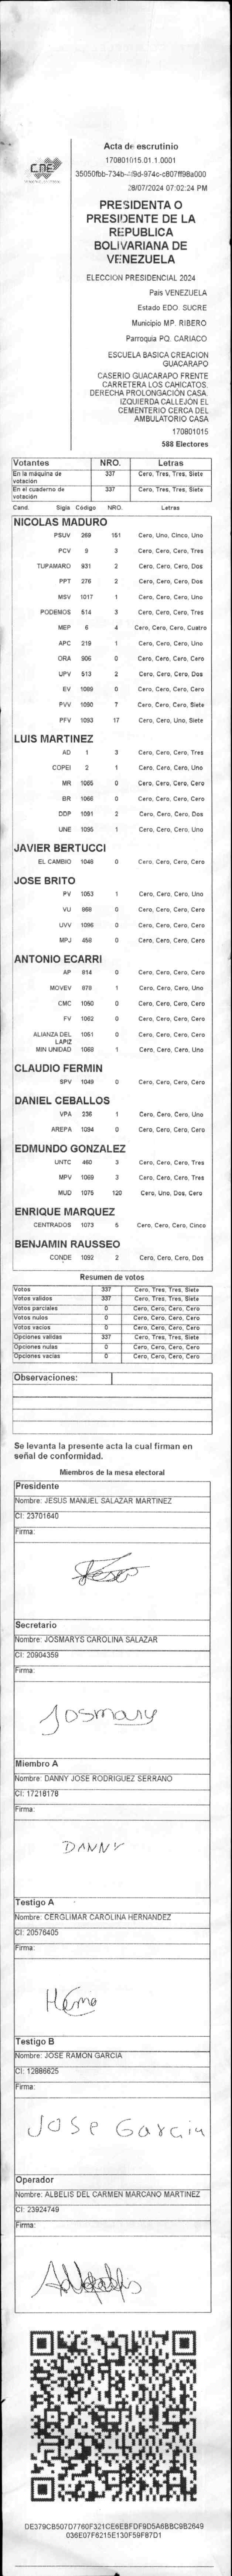 CNE
Acta de escrutinio
170801015.01.1.0001
28/07/2024 07:02:24 PM
PRESIDENTA O
PRESIDENTE DE LA
REPUBLICA
BOLIVARIANA DE
VENEZUELA
ELECCION PRESIDENCIAL 2024
Pais VENEZUELA
Estado EDO. SUCRE
Municipio MP. RIBERO
Parroquia PQ. CARIACO
ESCUELA BASICA CREACION
GUACARAPO
CASERIO GUACARAPO FRENTE
CARRETERA LOS CAHICATOS.
DERECHA PROLONGACIÓN CASA.
IZQUIERDA CALLEJÓN EL
CEMENTERIO CERCA DEL
AMBULATORIO CASA
170801015
588 Electores
Votantes NRO. Letras
En la máquina de votación 337 Cero, Tres, Tres, Siete
En el cuaderno de votación 337 Cero, Tres, Tres, Siete
Cand. Sigla Código NRO. Letras
NICOLAS MADURO
PSUV 269 151 Cero, Uno, Cinco, Uno
PCV 9 3 Cero, Cero, Cero, Tres
TUPAMARO 931 2 Cero, Cero, Cero, Dos
PPT 276 2 Cero, Cero, Cero, Dos
MSV 1017 1 Cero, Cero, Cero, Uno
PODEMOS 514 3 Cero, Cero, Cero, Tres
MEP 6 4 Cero, Cero, Cero, Cuatro
APC 219 1 Cero, Cero, Cero, Uno
ORA 906 0 Cero, Cero, Cero, Cero
UPV 513 2 Cero, Cero, Cero, Dos
EV 1089 0 Cero, Cero, Cero, Cero
PVV 1090 7 Cero, Cero, Cero, Siete
PFV 1093 17 Cero, Cero, Uno, Siete
LUIS MARTINEZ
AD 1 3 Cero, Cero, Cero, Tres
COPEI 2 1 Cero, Cero, Cero, Uno
MR 1065 0 Cero, Cero, Cero, Cero
BR 1066 0 Cero, Cero, Cero, Cero
DDP 1091 2 Cero, Cero, Cero, Dos
UNE 1095 1 Cero, Cero, Cero, Uno
JAVIER BERTUCCI
EL CAMBIO 1048 0 Cero, Cero, Cero, Cero
JOSE BRITO
PV 1053 1 Cero, Cero, Cero, Uno
VU 968 0 Cero, Cero, Cero, Cero
UVV 1096 0 Cero, Cero, Cero, Cero
MPJ 458 0 Cero, Cero, Cero, Cero
ANTONIO ECARRI
AP 814 0 Cero, Cero, Cero, Cero
MOVEV 978 1 Cero, Cero, Cero, Uno
CMC 1050 0 Cero, Cero, Cero, Cero
FV 1062 0 Cero, Cero, Cero, Cero
ALIANZA DEL LAPIZ 1051 0 Cero, Cero, Cero, Cero
MIN UNIDAD 1068 1 Cero, Cero, Cero, Uno
CLAUDIO FERMIN
SPV 1049 0 Cero, Cero, Cero, Cero
DANIEL CEBALLOS
VPA 236 1 Cero, Cero, Cero, Uno
AREPA 1094 0 Cero, Cero, Cero, Cero
EDMUNDO GONZALEZ
UNTC 460 3 Cero, Cero, Cero, Tres
MPV 1069 3 Cero, Cero, Cero, Tres
MUD 1075 120 Cero, Uno, Dos, Cero
ENRIQUE MARQUEZ
CENTRADOS 1073 5 Cero, Cero, Cero, Cinco
BENJAMIN RAUSSEO
CONDE 1092 2 Cero, Cero, Cero, Dos
Resumen de votos
Votos 337 Cero, Tres, Tres, Siete
Votos validos 337 Cero, Tres, Tres, Siete
Votos parciales 0 Cero, Cero, Cero, Cero
Votos nulos 0 Cero, Cero, Cero, Cero
Votos vacios 0 Cero, Cero, Cero, Cero
Opciones validas 337 Cero, Tres, Tres, Siete
Opciones nulas 0 Cero, Cero, Cero, Cero
Opciones vacias 0 Cero, Cero, Cero, Cero
Observaciones:
Se levanta la presente acta la cual firman en
señal de conformidad.
Miembros de la mesa electoral
Presidente
Nombre: JESUS MANUEL SALAZAR MARTINEZ
CI: 23701640
Firma:
Secretario
Nombre: JOSMARYS CAROLINA SALAZAR
CI: 20904359
Firma:
Josmary
Miembro A
Nombre: DANNY JOSE RODRIGUEZ SERRANO
CI: 17218178
Firma:
DANNY
Testigo A
Nombre: CERGLIMAR CAROLINA HERNANDEZ
CI: 20576405
Firma:
Testigo B
Nombre: JOSE RAMON GARCIA
CI: 12886625
Firma:
JOSE Garcia
Operador
Nombre: ALBELIS DEL CARMEN MARCANO MARTINEZ
CI: 23924749
Firma:
DE379CB507D7760F321CE6EBFDF9D5A6BBC9B2649
036E07F6215E130F59F87D1